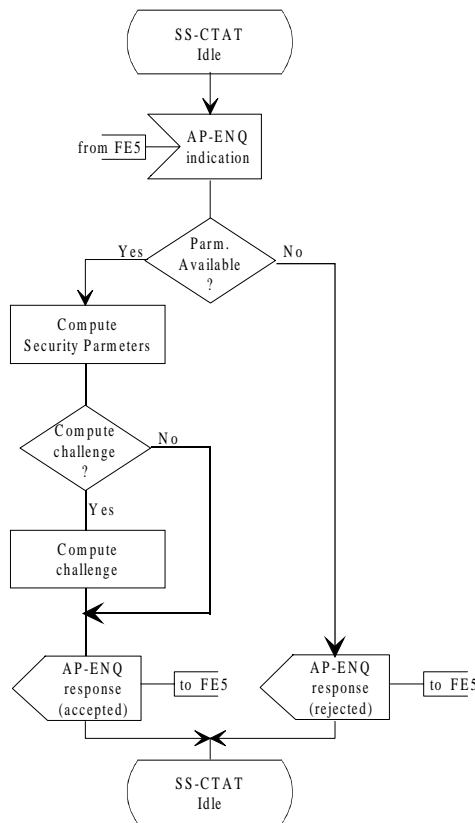 SS-CTAT
Idle
from FE5
AP-ENQ
indication
Yes
Parm.
Available
?
No
Compute
Security Parmeters
Compute
challenge
?
No
Yes
Compute
challenge
AP-ENQ
response
(accepted)
to FE5
AP-ENQ
response
(rejected)
to FE5
SS-CTAT
Idle